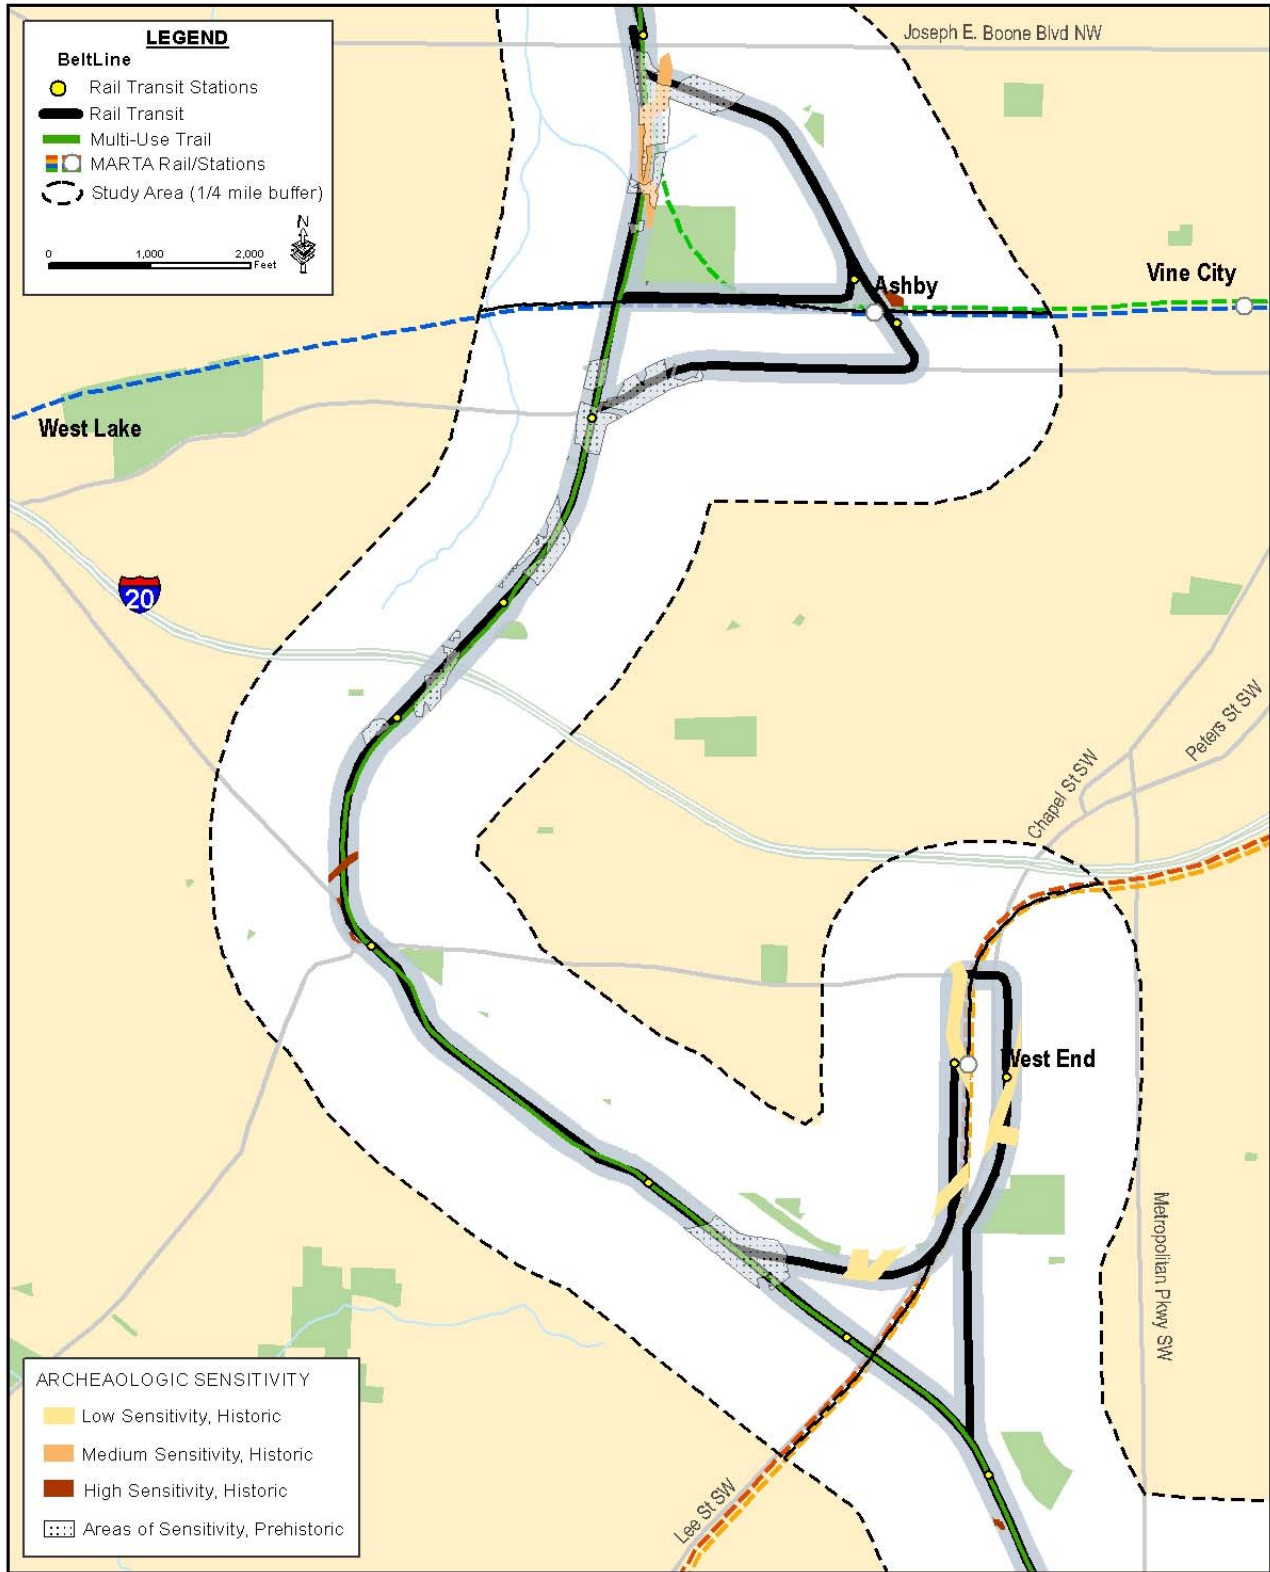 LEGEND
BeltLine
Rail Transit Stations
Rail Transit
Multi-Use Trail
MARTA Rail/Stations
Study Area (1/4 mile buffer)
N
0 1,000 2,000
Feet
Joseph E. Boone Blvd NW
Ashby
Vine City
West Lake
20
Peters St SW
Chapel St SW
West End
Metropolitan Pkwy SW
Lee St SW
ARCHEAOLOGIC SENSITIVITY
Low Sensitivity, Historic
Medium Sensitivity, Historic
High Sensitivity, Historic
Areas of Sensitivity, Prehistoric